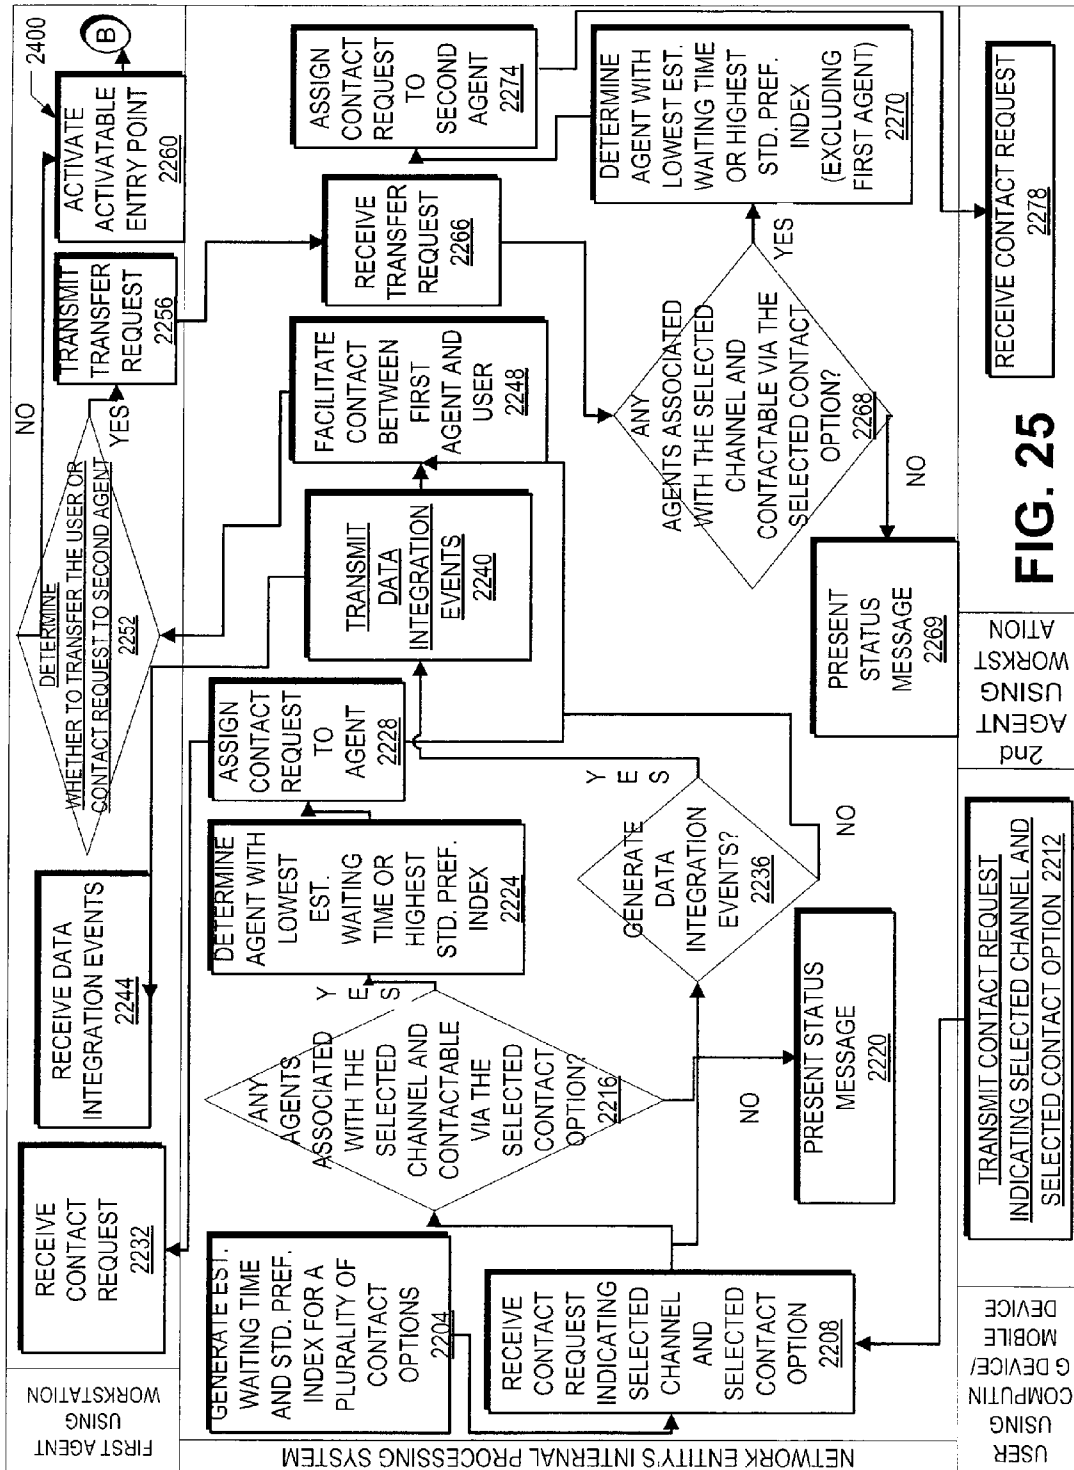 FIRST AGENT
USING
WORKSTATION
RECEIVE
CONTACT
REQUEST
2232
RECEIVE DATA
INTEGRATION EVENTS
2244
DETERMINE
WHETHER TO TRANSFER THE USER OR
CONTACT REQUEST TO SECOND AGENT
2252
NO
YES
TRANSMIT
TRANSFER
REQUEST
2256
ACTIVATE
ACTIVATABLE
ENTRY POINT
2260
B
2400
NETWORK ENTITY'S INTERNAL PROCESSING SYSTEM
GENERATE EST.
WAITING TIME
AND STD. PREF.
INDEX FOR A
PLURALITY OF
CONTACT
OPTIONS
2204
RECEIVE
CONTACT
REQUEST
INDICATING
SELECTED
CHANNEL
AND
SELECTED
CONTACT
OPTION
2208
ANY
AGENTS
ASSOCIATED
WITH THE
SELECTED
CHANNEL AND
CONTACTABLE
VIA THE
SELECTED
CONTACT
OPTION?
2216
YES
NO
PRESENT STATUS
MESSAGE
2220
DETERMINE
AGENT WITH
LOWEST
EST.
WAITING
TIME OR
HIGHEST
STD. PREF.
INDEX
2224
ASSIGN
CONTACT
REQUEST
TO
AGENT
2228
GENERATE
DATA
INTEGRATION
EVENTS?
2236
YES
NO
TRANSMIT
DATA
INTEGRATION
EVENTS
2240
FACILITATE
CONTACT
BETWEEN
FIRST
AGENT AND
USER
2248
RECEIVE
TRANSFER
REQUEST
2266
ANY
AGENTS ASSOCIATED
WITH THE SELECTED
CHANNEL AND
CONTACTABLE VIA THE
SELECTED CONTACT
OPTION?
2268
YES
NO
PRESENT
STATUS
MESSAGE
2269
DETERMINE
AGENT WITH
LOWEST EST.
WAITING TIME
OR HIGHEST
STD. PREF.
INDEX
(EXCLUDING
FIRST AGENT)
2270
ASSIGN
CONTACT
REQUEST
TO
SECOND
AGENT
2274
USER
USING
COMPUTIN
G DEVICE/
MOBILE
DEVICE
TRANSMIT CONTACT REQUEST
INDICATING SELECTED CHANNEL AND
SELECTED CONTACT OPTION 2212
2nd
AGENT
USING
WORKST
ATION
RECEIVE CONTACT REQUEST
2278
FIG. 25